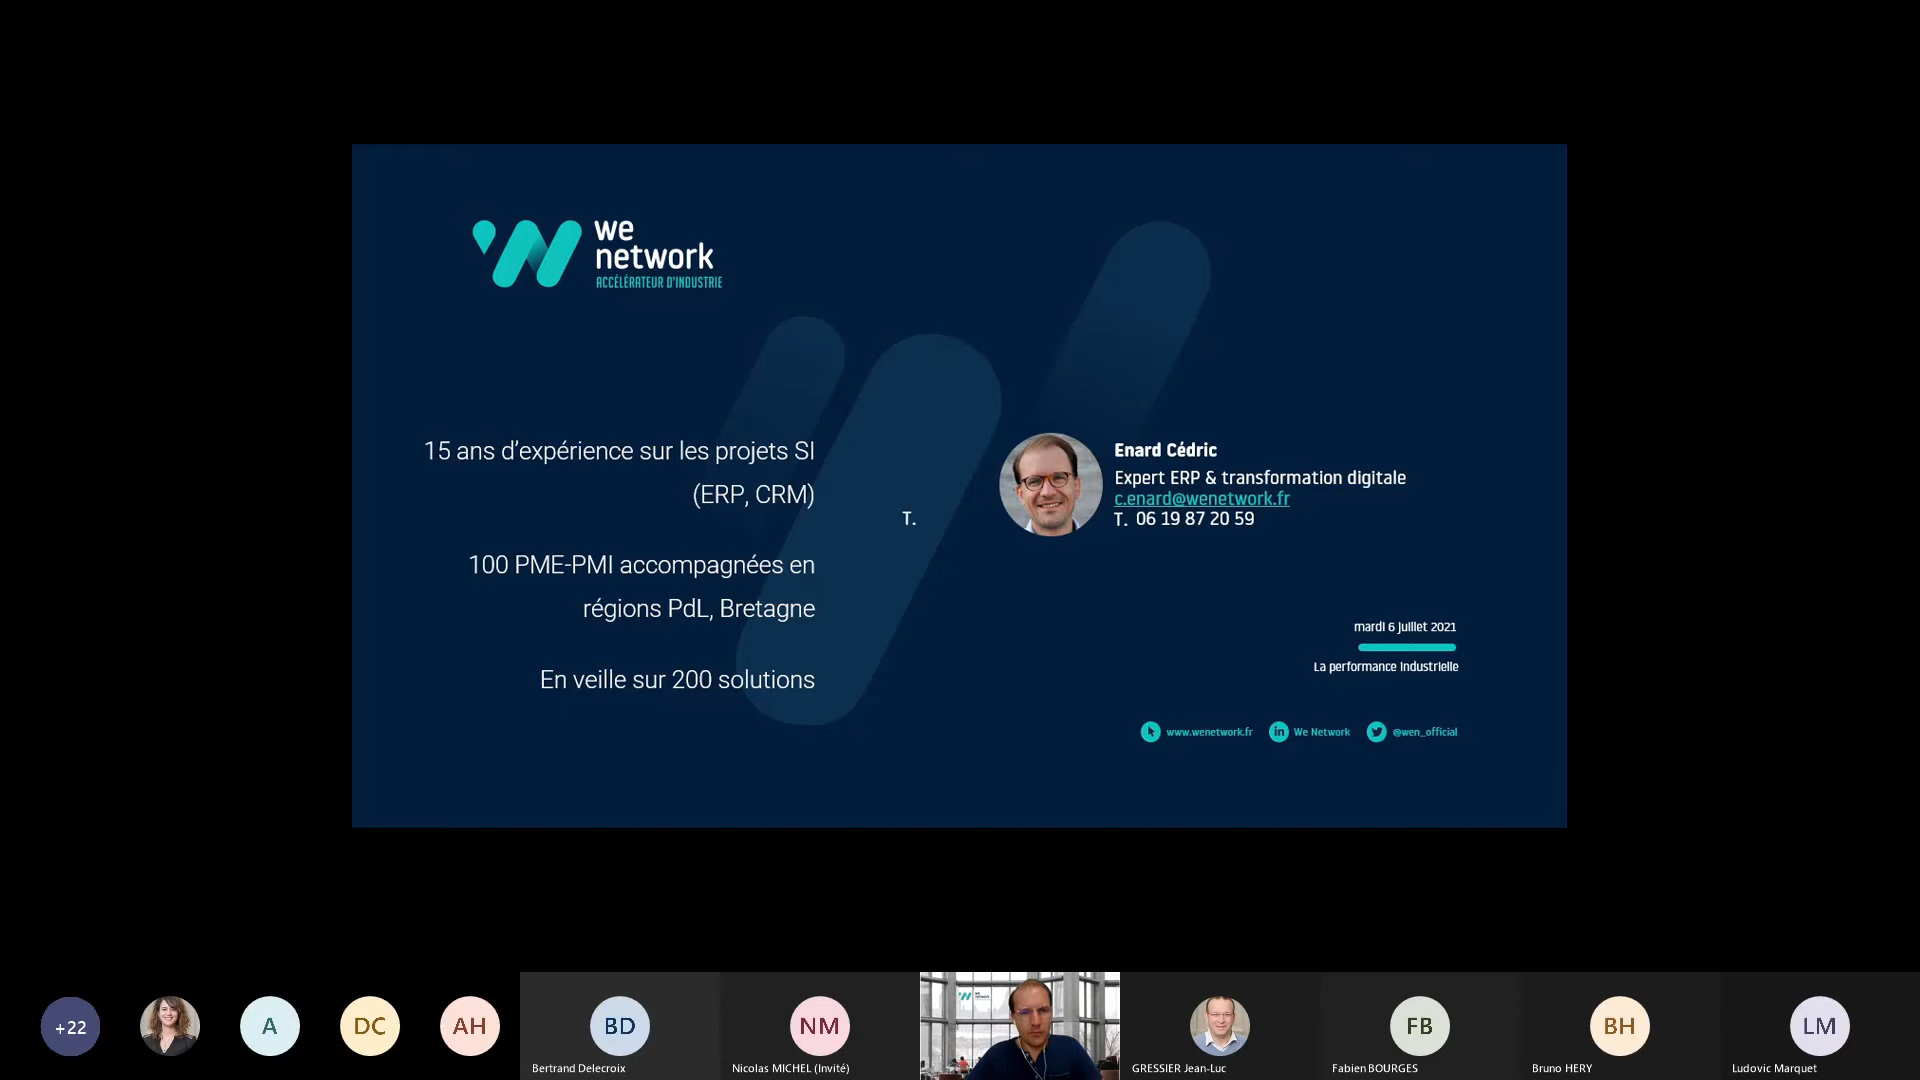 we
network
ACCÉLÉRATEUR D'INDUSTRIE
15 ans d'expérience sur les projets SI
(ERP, CRM)
100 PME-PMI accompagnées en
régions PdL, Bretagne
En veille sur 200 solutions
T.
Enard Cédric
Expert ERP & transformation digitale
c.enard@wenetwork.fr
T. 06 19 87 20 59
mardi 6 juillet 2021
La performance industrielle
www.wenetwork.fr
in We Network
@wen_official
+22
A
DC
AH
BD
Bertrand Delecroix
NM
Nicolas MICHEL (Invité)
we
network
GRESSIER Jean-Luc
FB
Fabien BOURGES
BH
Bruno HERY
LM
Ludovic Marquet